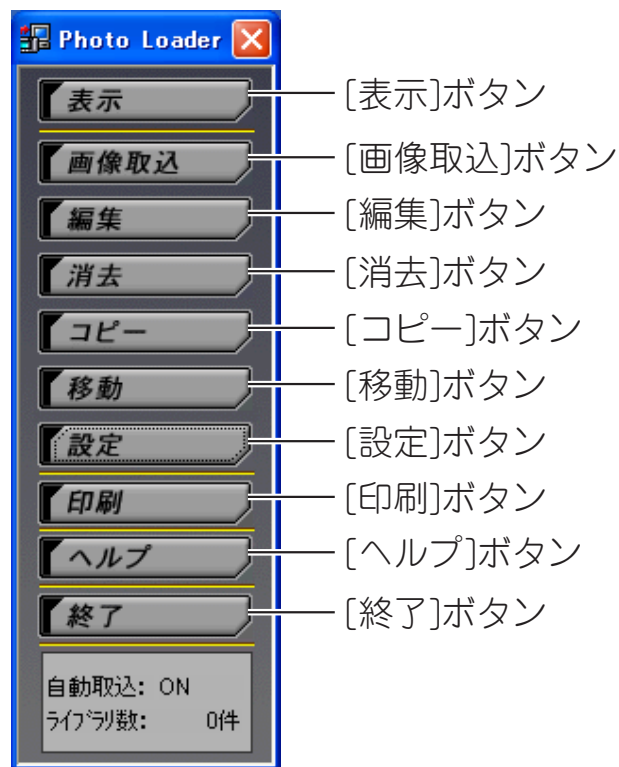 Photo Loader
表示 [表示]ボタン
画像取込 [画像取込]ボタン
編集 [編集]ボタン
消去 [消去]ボタン
コピー [コピー]ボタン
移動 [移動]ボタン
設定 [設定]ボタン
印刷 [印刷]ボタン
ヘルプ [ヘルプ]ボタン
終了 [終了]ボタン
自動取込: ON
ライブラリ数: 0件